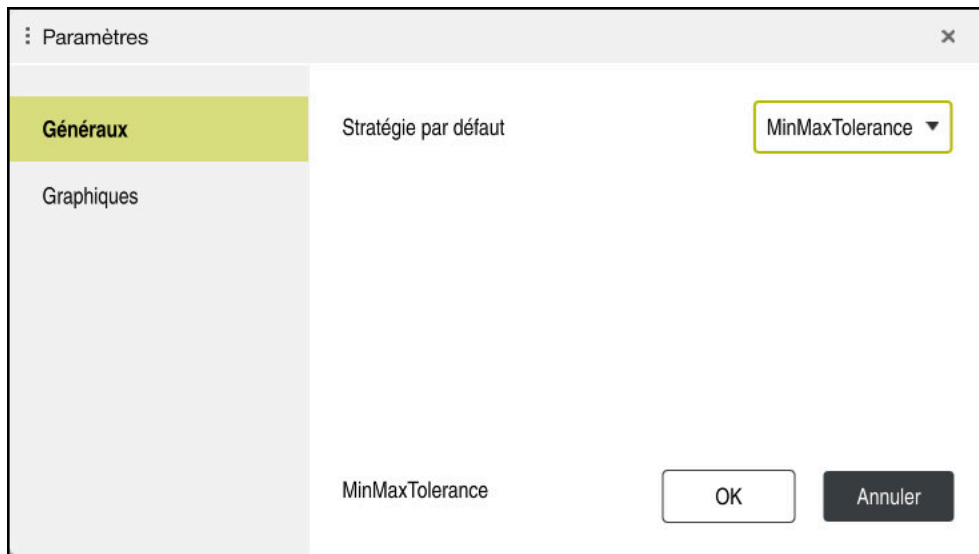 Paramètres
Généraux
Graphiques
Stratégie par défaut
MinMaxTolerance
MinMaxTolerance
OK
Annuler